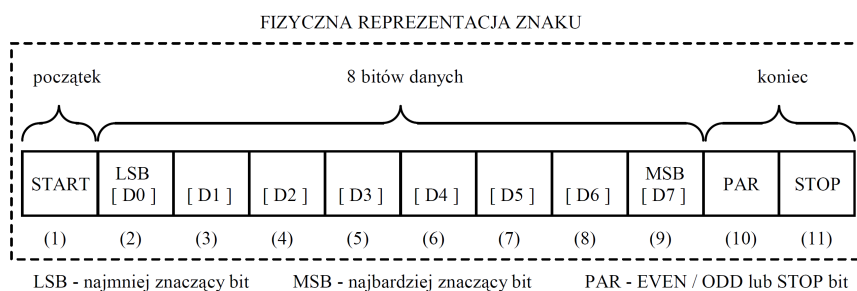 FIZYCZNA REPREZENTACJA ZNAKU
początek 8 bitów danych koniec
START LSB [ D0 ] [ D1 ] [ D2 ] [ D3 ] [ D4 ] [ D5 ] [ D6 ] MSB [ D7 ] PAR STOP
(1) (2) (3) (4) (5) (6) (7) (8) (9) (10) (11)
LSB - najmniej znaczący bit MSB - najbardziej znaczący bit PAR - EVEN / ODD lub STOP bit